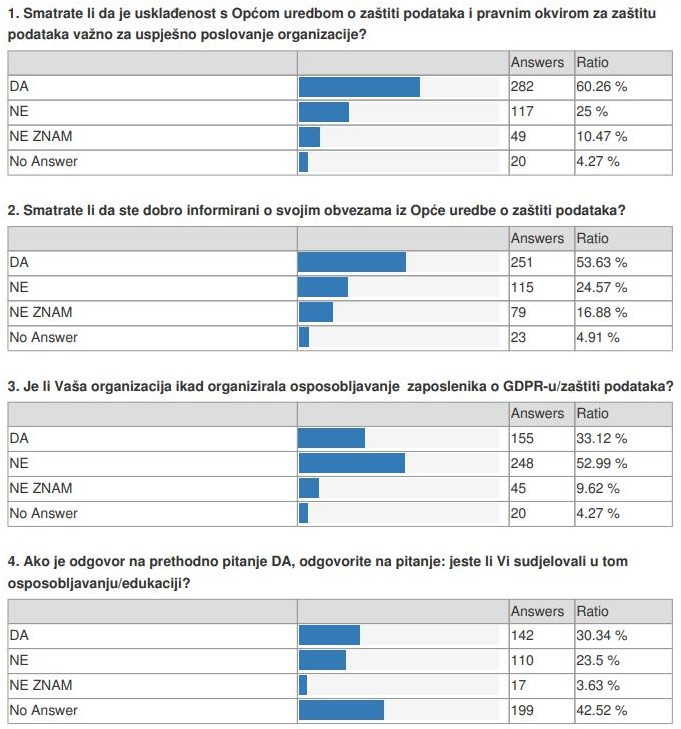 1. Smatrate li da je usklađenost s Općom uredbom o zaštiti podataka i pravnim okvirom za zaštitu
podataka važno za uspješno poslovanje organizacije?
Answers Ratio
DA 282 60.26 %
NE 117 25 %
NE ZNAM 49 10.47 %
No Answer 20 4.27 %
2. Smatrate li da ste dobro informirani o svojim obvezama iz Opće uredbe o zaštiti podataka?
Answers Ratio
DA 251 53.63 %
NE 115 24.57 %
NE ZNAM 79 16.88 %
No Answer 23 4.91 %
3. Je li Vaša organizacija ikad organizirala osposobljavanje zaposlenika o GDPR-u/zaštiti podataka?
Answers Ratio
DA 155 33.12 %
NE 248 52.99 %
NE ZNAM 45 9.62 %
No Answer 20 4.27 %
4. Ako je odgovor na prethodno pitanje DA, odgovorite na pitanje: jeste li Vi sudjelovali u tom
osposobljavanju/edukaciji?
Answers Ratio
DA 142 30.34 %
NE 110 23.5 %
NE ZNAM 17 3.63 %
No Answer 199 42.52 %